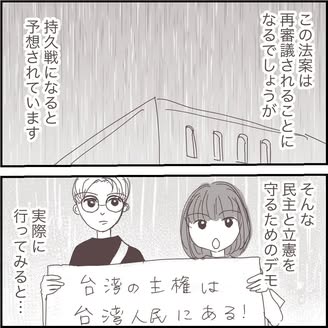 この法案は
再審議されることに
なるでしょうが
持久戦になると
予想されています
そんな
民主と立憲を
守るためのデモ
実際に
行ってみると…
台湾の主権は
台湾人民にある!